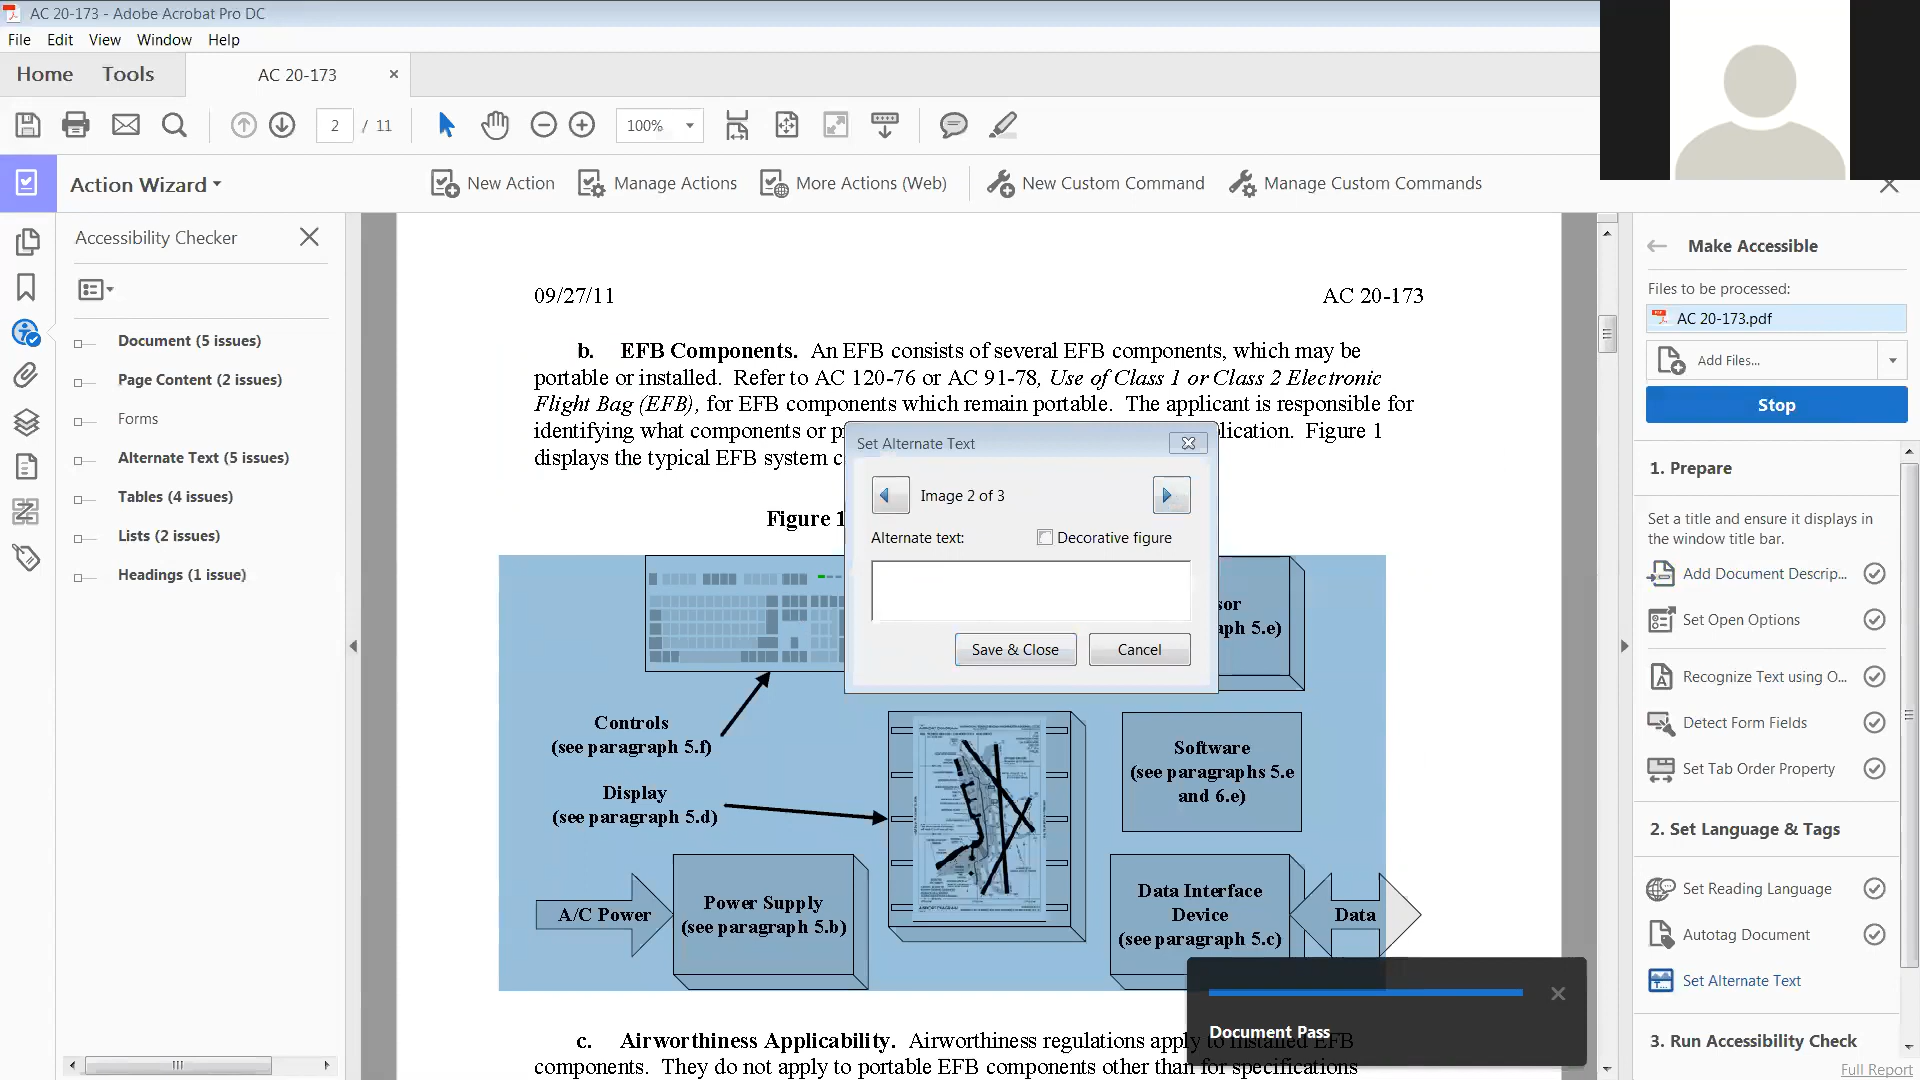 AC 20-173 - Adobe Acrobat Pro DC
File Edit View Window Help
Home Tools AC 20-173
2 / 11 100%
Action Wizard New Action Manage Actions More Actions (Web) New Custom Command Manage Custom Commands
Accessibility Checker
Document (5 issues)
Page Content (2 issues)
Forms
Alternate Text (5 issues)
Tables (4 issues)
Lists (2 issues)
Headings (1 issue)
09/27/11 AC 20-173
b. EFB Components. An EFB consists of several EFB components, which may be
portable or installed. Refer to AC 120-76 or AC 91-78, Use of Class 1 or Class 2 Electronic
Flight Bag (EFB), for EFB components which remain portable. The applicant is responsible for
identifying what components or p lication. Figure 1
displays the typical EFB system c
Figure 1
Set Alternate Text
Image 2 of 3
Alternate text: Decorative figure
Save & Close Cancel
sor
ph 5.e)
Controls
(see paragraph 5.f)
Display
(see paragraph 5.d)
Software
(see paragraphs 5.e
and 6.e)
A/C Power
Power Supply
(see paragraph 5.b)
Data Interface
Device
(see paragraph 5.c)
Data
c. Airworthiness Applicability. Airworthiness regulations apply to installed EFB
components. They do not apply to portable EFB components other than for specifications
Document Pass
Make Accessible
Files to be processed:
AC 20-173.pdf
Add Files...
Stop
1. Prepare
Set a title and ensure it displays in
the window title bar.
Add Document Descrip...
Set Open Options
Recognize Text using O...
Detect Form Fields
Set Tab Order Property
2. Set Language & Tags
Set Reading Language
Autotag Document
Set Alternate Text
3. Run Accessibility Check
Full Report